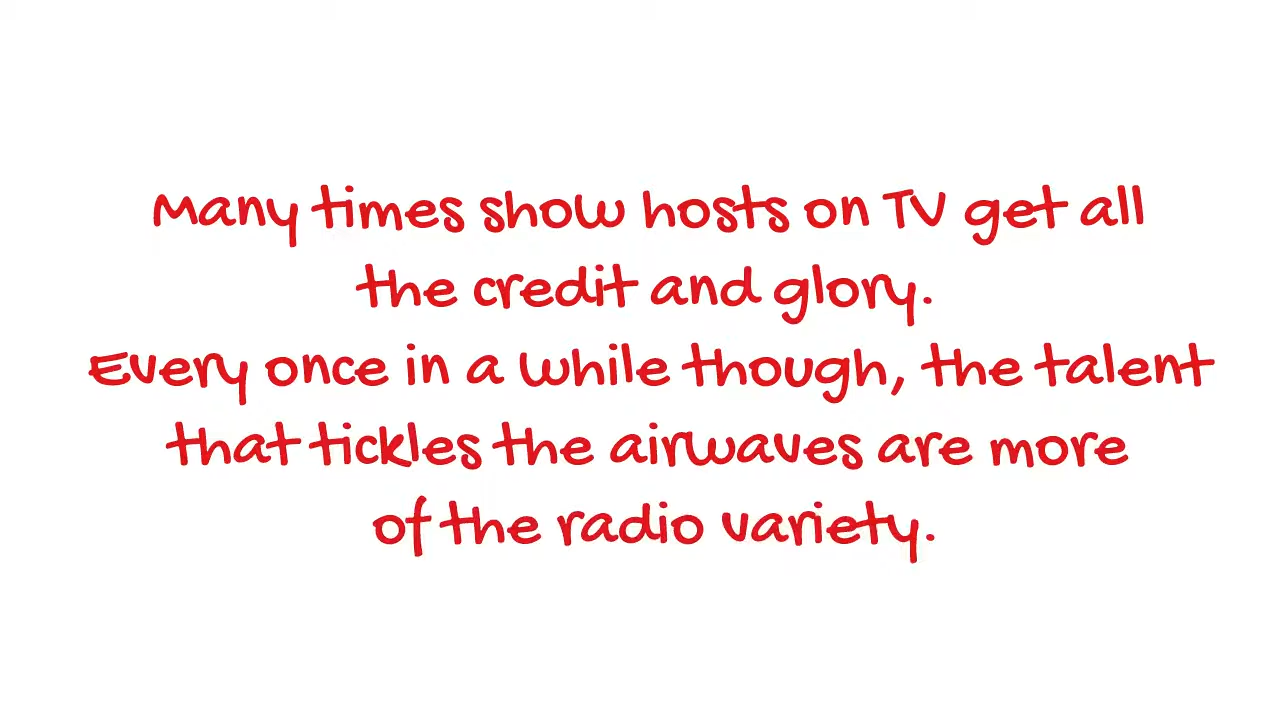 Many times show hosts on TV get all
the credit and glory.
Every once in a while though, the talent
that tickles the airwaves are more
of the radio variety.